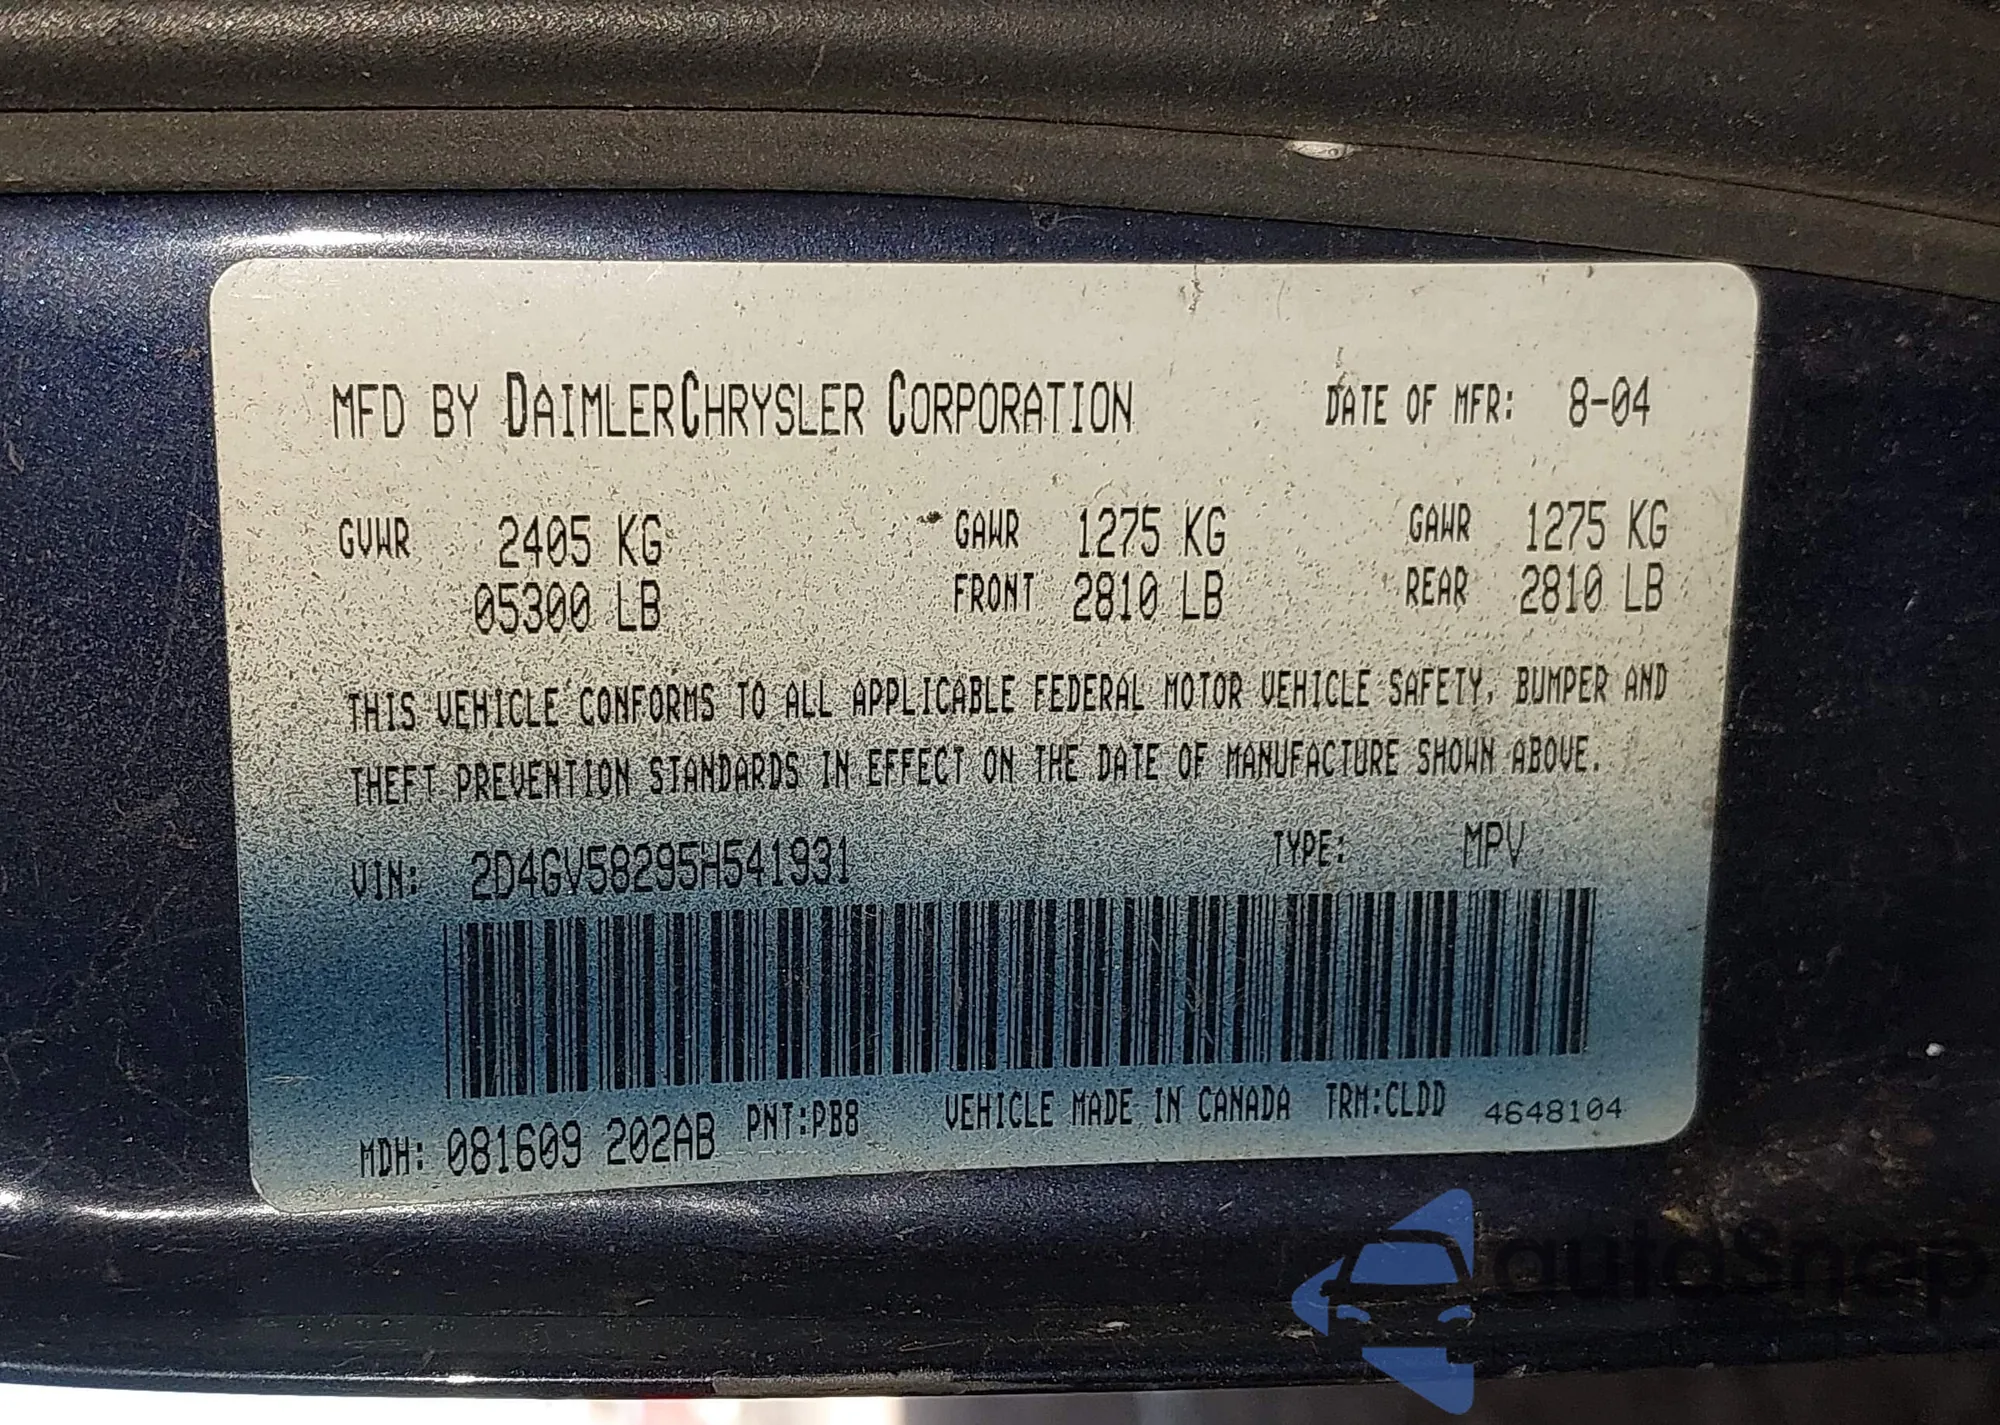 MFD BY DAIMLERCHRYSLER CORPORATION DATE OF MFR: 8-04
GVWR 2405 KG GAWR 1275 KG GAWR 1275 KG
05300 LB FRONT 2810 LB REAR 2810 LB
THIS VEHICLE CONFORMS TO ALL APPLICABLE FEDERAL MOTOR VEHICLE SAFETY, BUMPER AND
THEFT PREVENTION STANDARDS IN EFFECT ON THE DATE OF MANUFACTURE SHOWN ABOVE.
VIN: 2D4GV58295H541931 TYPE: MPV
MDH: 081609 202AB PNT:PB8 VEHICLE MADE IN CANADA TRM:CLDD 4648104
autosnap